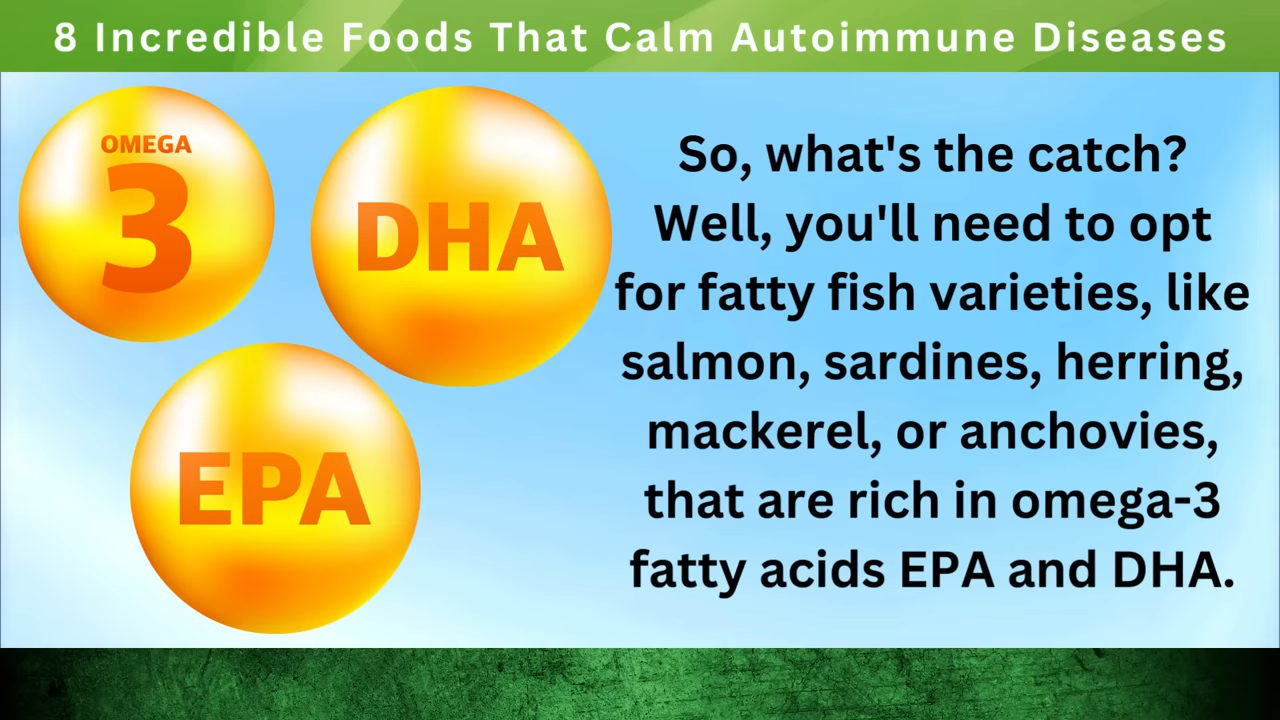 8 Incredible Foods That Calm Autoimmune Diseases
OMEGA
3
DHA
EPA
So, what's the catch?
Well, you'll need to opt
for fatty fish varieties, like
salmon, sardines, herring,
mackerel, or anchovies,
that are rich in omega-3
fatty acids EPA and DHA.